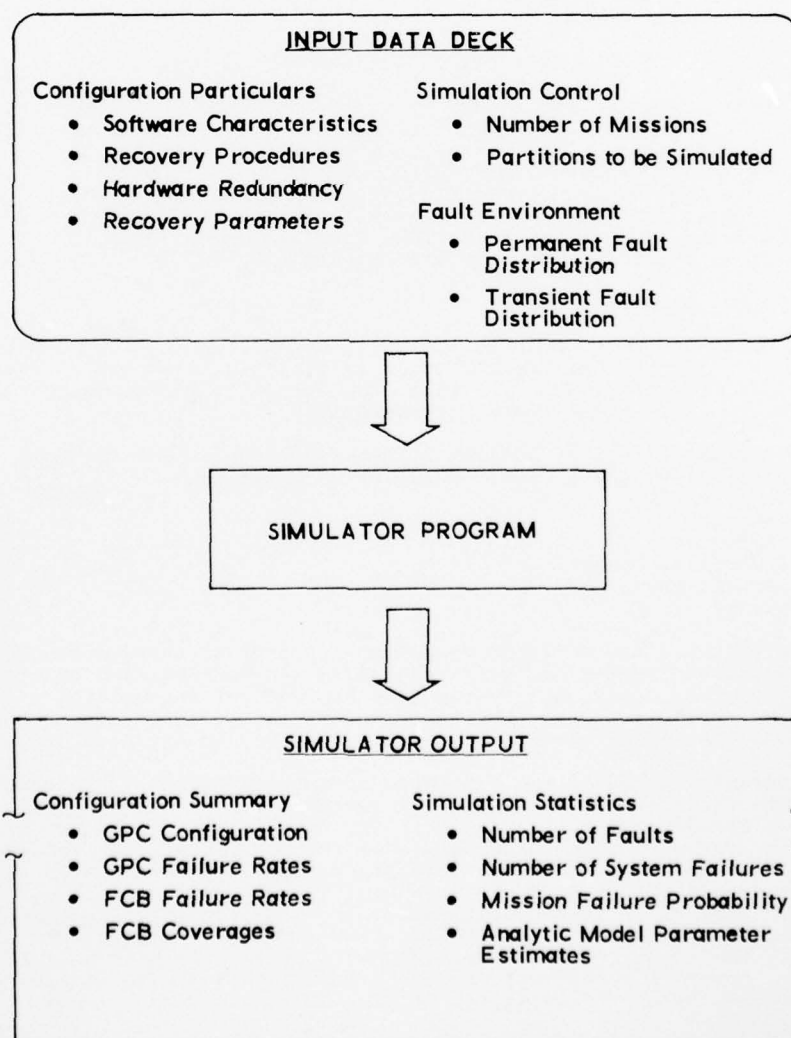 INPUT DATA DECK
Configuration Particulars
• Software Characteristics
• Recovery Procedures
• Hardware Redundancy
• Recovery Parameters
Simulation Control
• Number of Missions
• Partitions to be Simulated
Fault Environment
• Permanent Fault
Distribution
• Transient Fault
Distribution
SIMULATOR PROGRAM
SIMULATOR OUTPUT
Configuration Summary
• GPC Configuration
• GPC Failure Rates
• FCB Failure Rates
• FCB Coverages
Simulation Statistics
• Number of Faults
• Number of System Failures
• Mission Failure Probability
• Analytic Model Parameter
Estimates